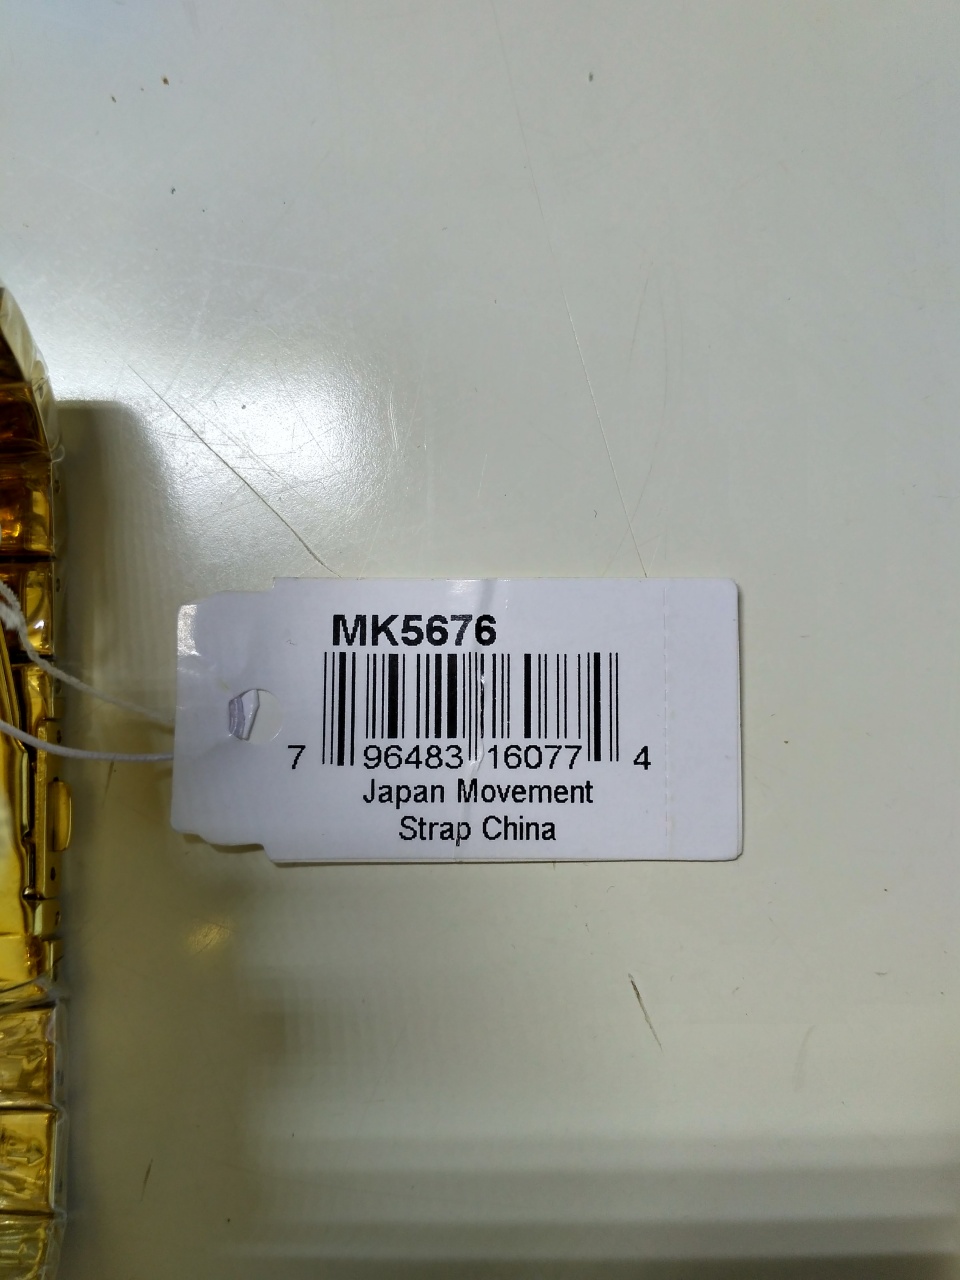 MK5676
7 96483 16077 4
Japan Movement
Strap China